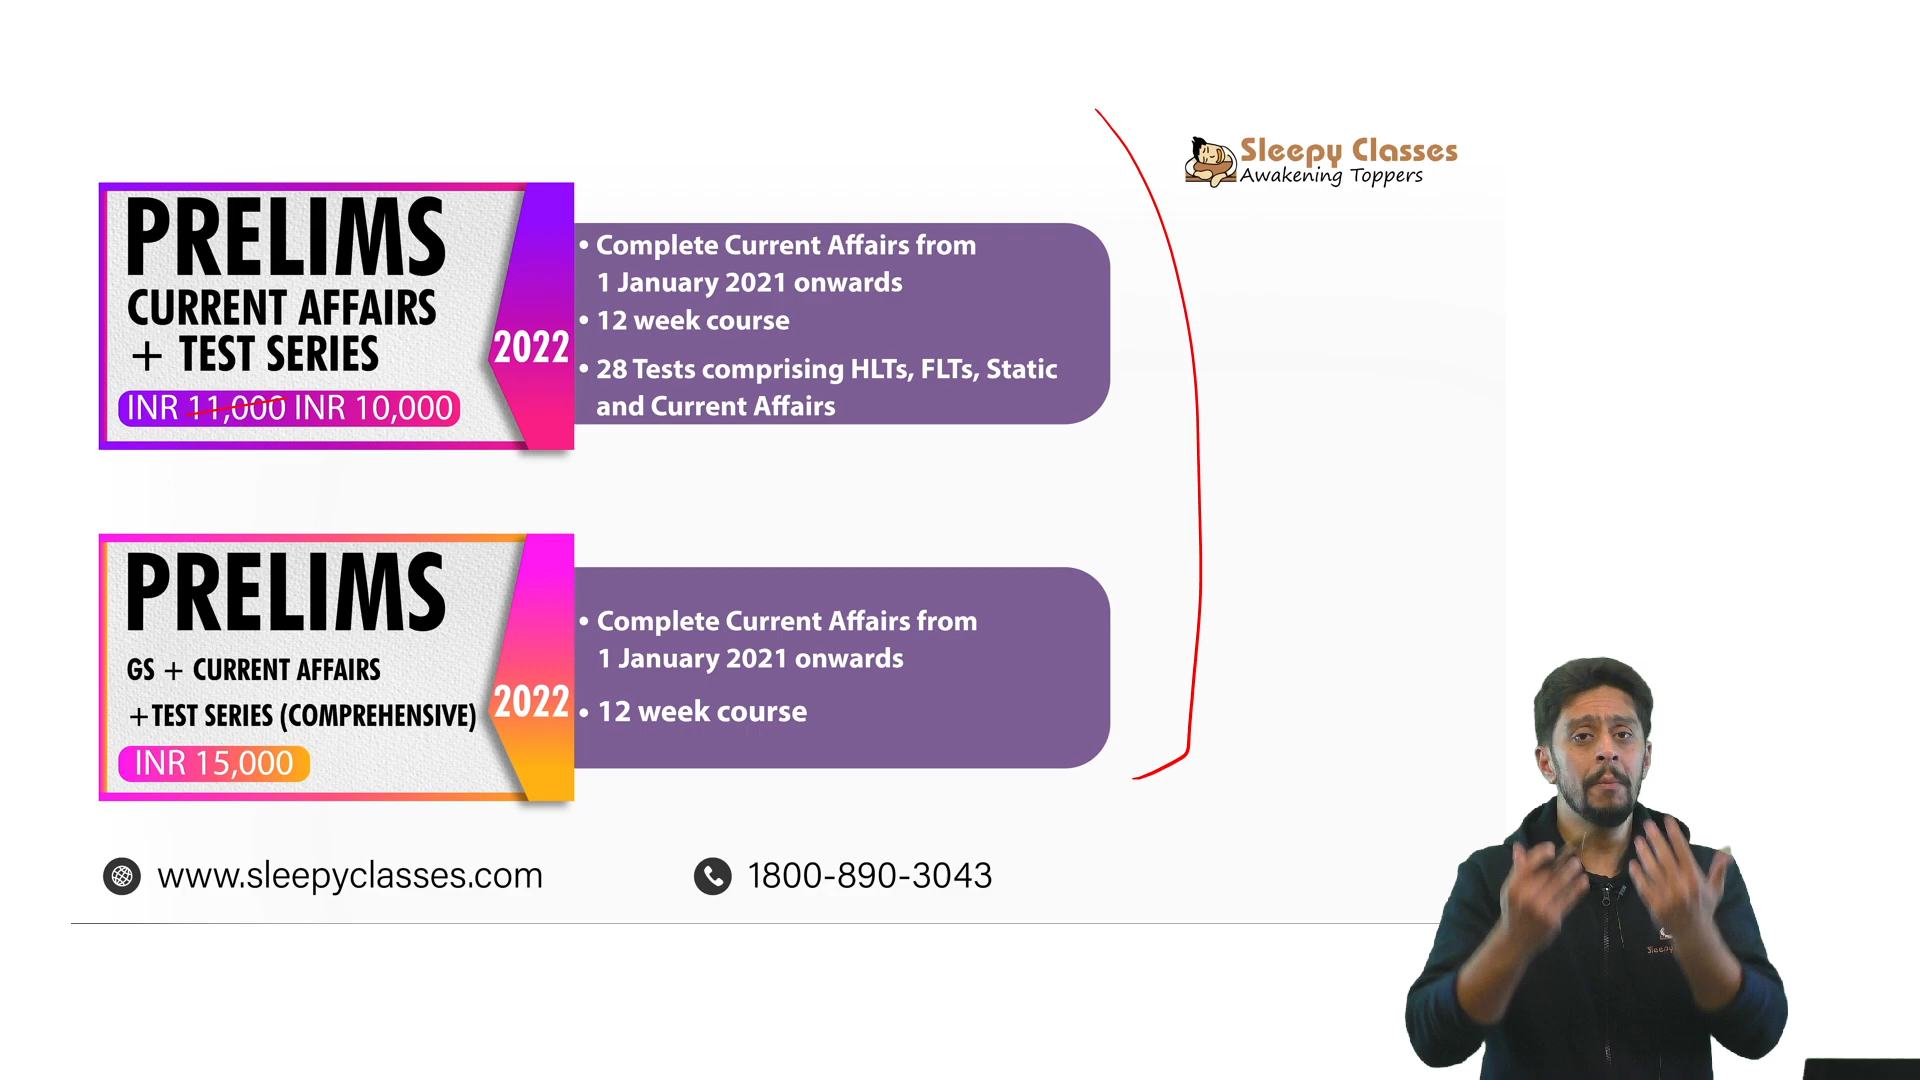 Sleepy Classes
Awakening Toppers
PRELIMS
CURRENT AFFAIRS
+ TEST SERIES
INR 11,000 INR 10,000
2022
• Complete Current Affairs from
1 January 2021 onwards
• 12 week course
• 28 Tests comprising HLTs, FLTs, Static
and Current Affairs
PRELIMS
GS + CURRENT AFFAIRS
+TEST SERIES (COMPREHENSIVE)
INR 15,000
2022
• Complete Current Affairs from
1 January 2021 onwards
• 12 week course
www.sleepyclasses.com
1800-890-3043
Sleepy